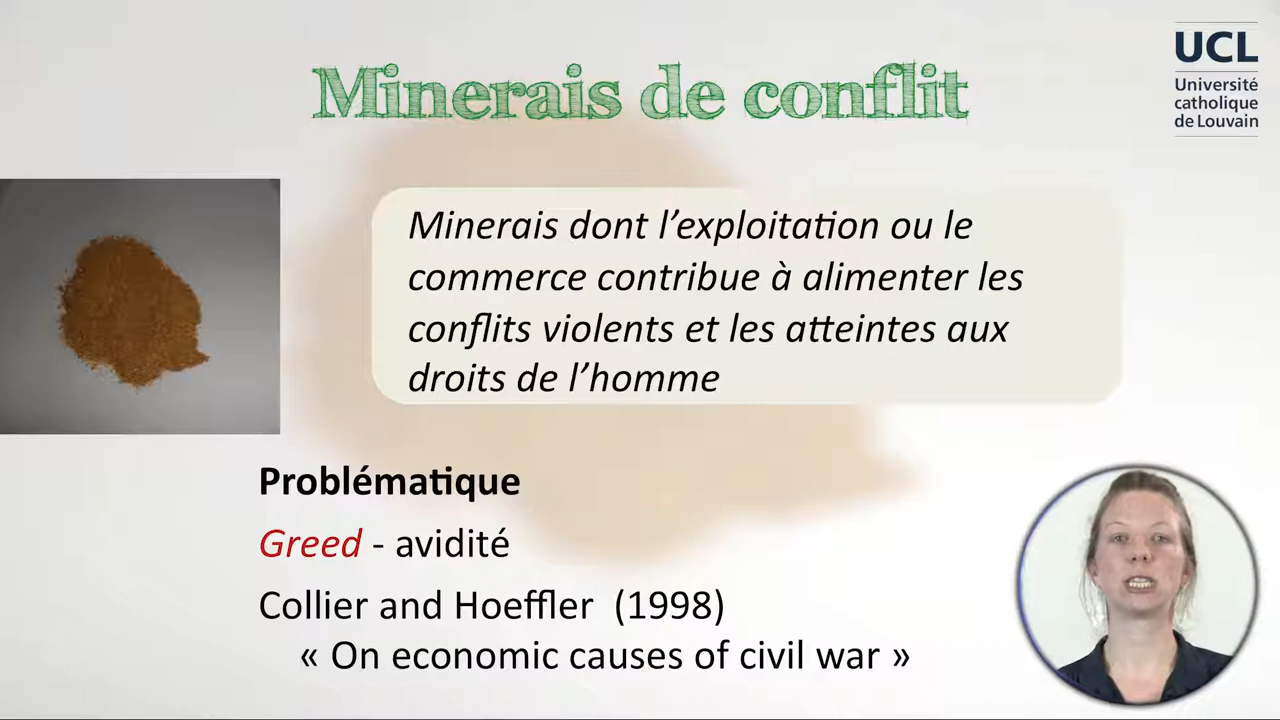 Minerais de conflit
UCL
Université
catholique
de Louvain
Minerais dont l’exploitation ou le
commerce contribue à alimenter les
conflits violents et les atteintes aux
droits de l’homme
Problématique
Greed - avidité
Collier and Hoeffler (1998)
« On economic causes of civil war »